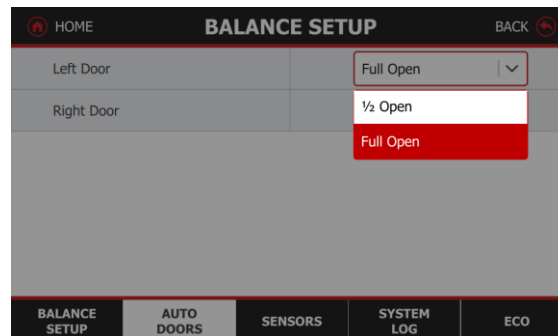 HOME
BALANCE SETUP
BACK
Left Door
Full Open
Right Door
½ Open
Full Open
BALANCE
SETUP
AUTO
DOORS
SENSORS
SYSTEM
LOG
ECO